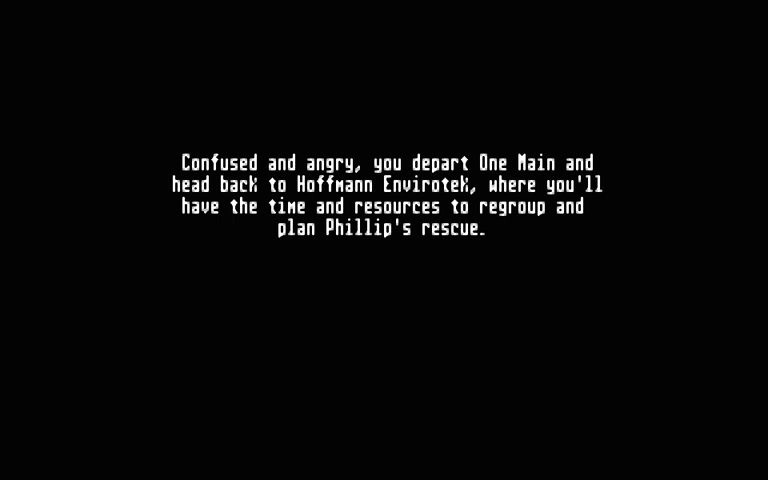 Confused and angry, you depart One Main and
head back to Hoffmann Envirotek, where you'll
have the time and resources to regroup and
plan Phillip's rescue.